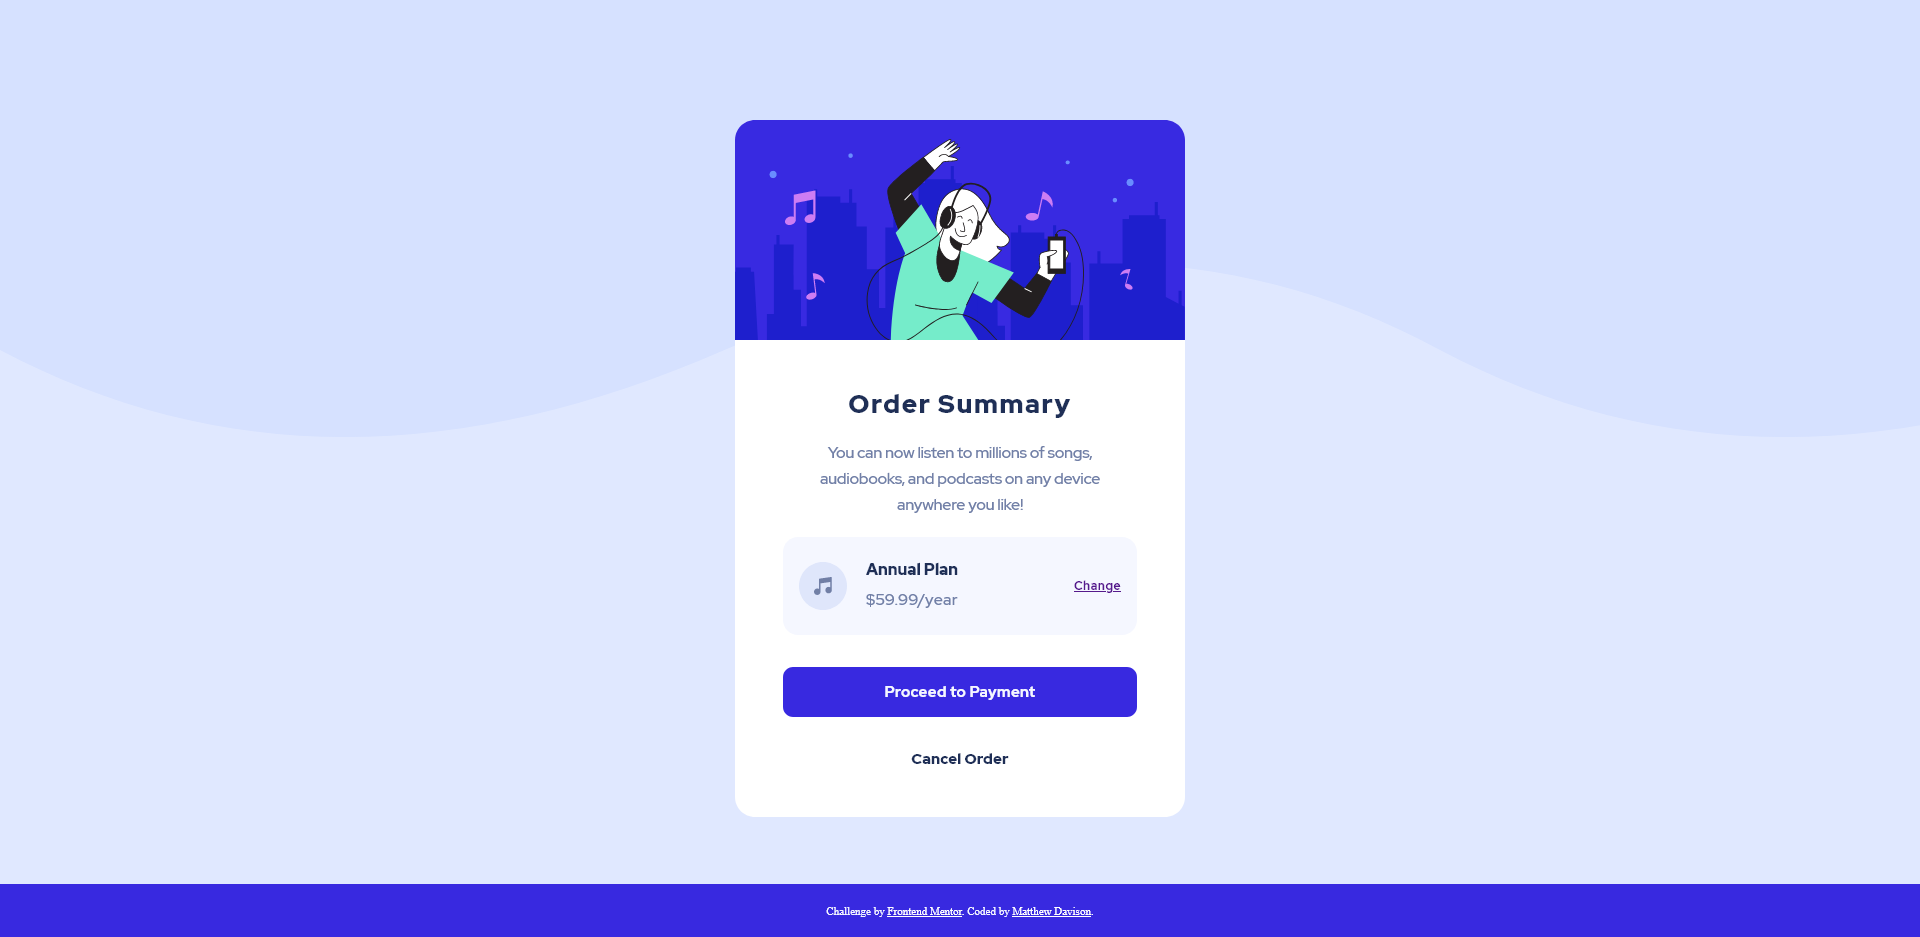 Order Summary
You can now listen to millions of songs,
audiobooks, and podcasts on any device
anywhere you like!
Annual Plan
$59.99/year
Change
Proceed to Payment
Cancel Order
Challenge by Frontend Mentor. Coded by Matthew Davison.